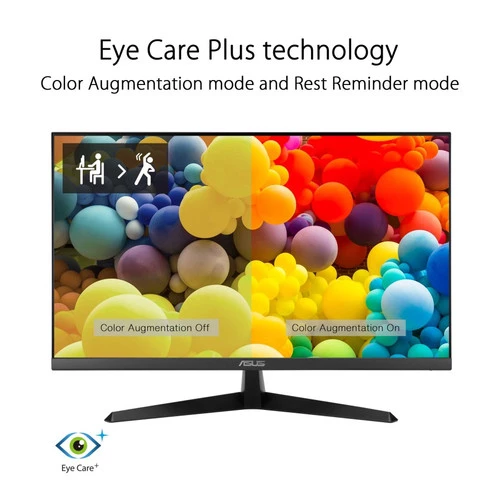 Eye Care Plus technology
Color Augmentation mode and Rest Reminder mode
Color Augmentation Off
Color Augmentation On
ASUS
Eye Care+